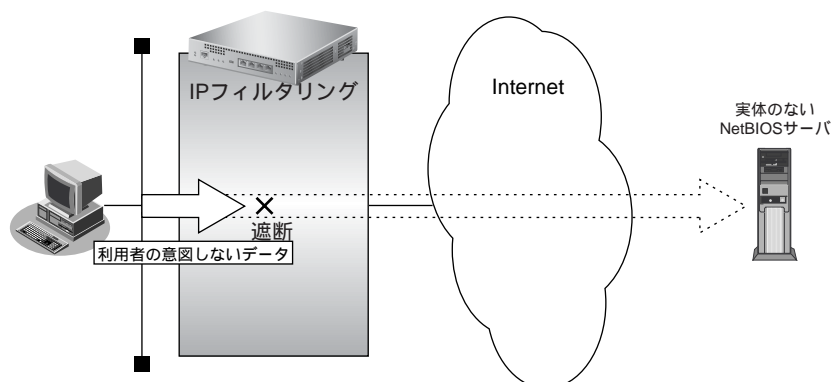 IPフィルタリング
Internet
実体のない
NetBIOSサーバ
遮断
利用者の意図しないデータ